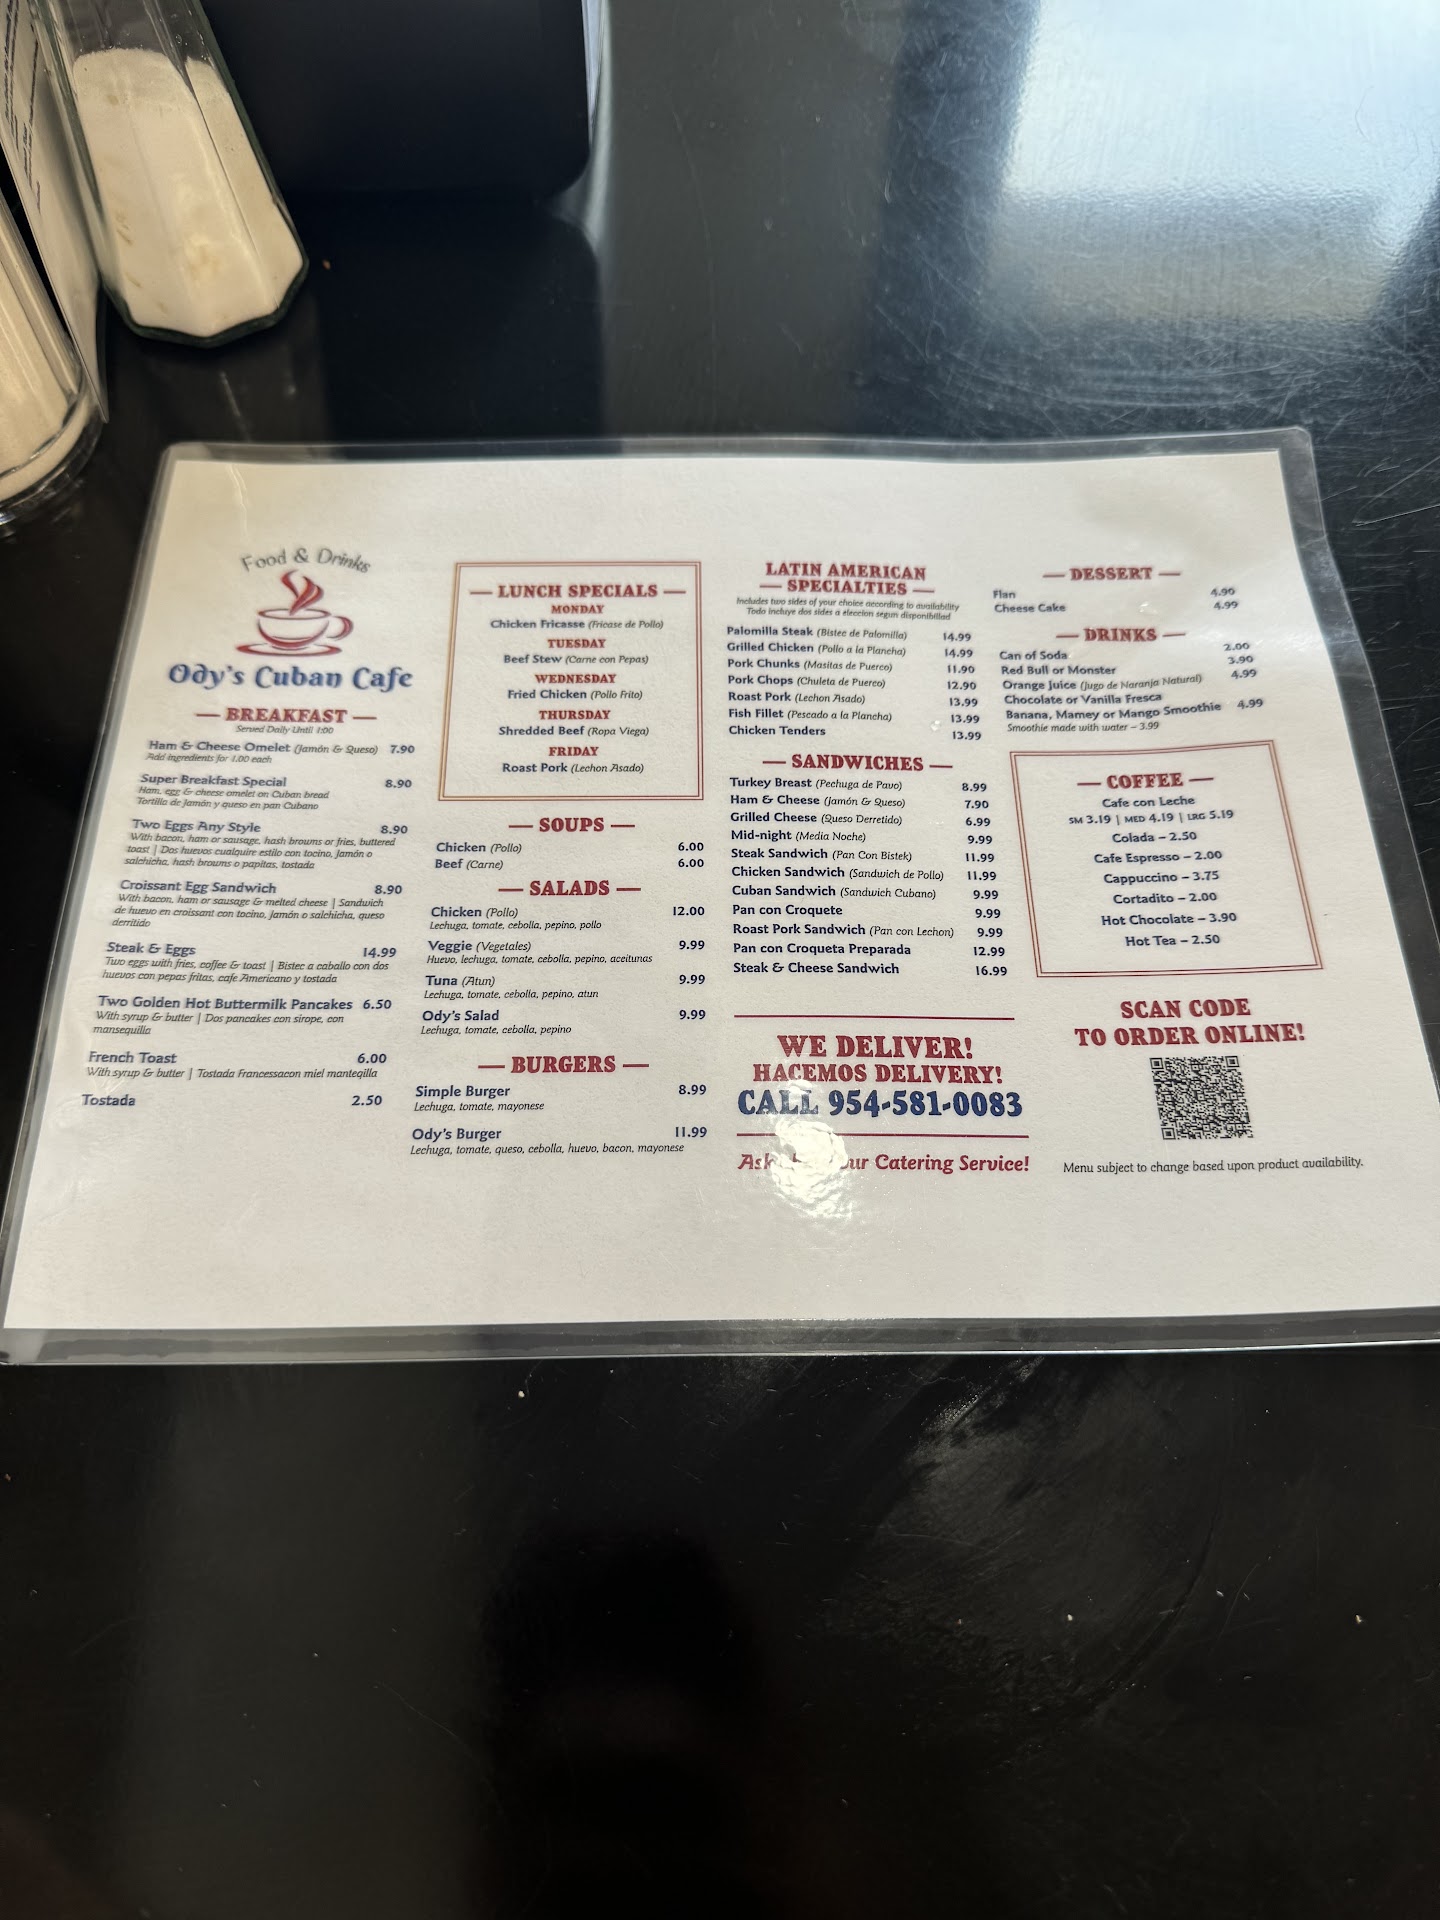 Food & Drinks
Ody's Cuban Cafe
— BREAKFAST —
Served Daily Until 1:00
Ham & Cheese Omelet (Jamón & Queso) 7.90
Add ingredients for 1.00 each
Super Breakfast Special 8.90
Ham, egg & cheese omelet on Cuban bread
Tortilla de Jamón y queso en pan Cubano
Two Eggs Any Style 8.90
With bacon, ham or sausage, hash browns or fries, buttered
toast | Dos huevos cualquire estilo con tocino, Jamón o
salchicha, hash browns o papitas, tostada
Croissant Egg Sandwich 8.90
With bacon, ham or sausage & melted cheese | Sandwich
de huevo en croissant con tocino, Jamón o salchicha, queso
derritido
Steak & Eggs 14.99
Two eggs with fries, coffee & toast | Bistec a caballo con dos
huevos con pepas fritas, cafe Americano y tostada
Two Golden Hot Buttermilk Pancakes 6.50
With syrup & butter | Dos pancakes con sirope, con
mansequilla
French Toast 6.00
With syrup & butter | Tostada Francessacon miel manteqilla
Tostada 2.50
— LUNCH SPECIALS —
MONDAY
Chicken Fricasse (Fricase de Pollo)
TUESDAY
Beef Stew (Carne con Pepas)
WEDNESDAY
Fried Chicken (Pollo Frito)
THURSDAY
Shredded Beef (Ropa Viega)
FRIDAY
Roast Pork (Lechon Asado)
— SOUPS —
Chicken (Pollo) 6.00
Beef (Carne) 6.00
— SALADS —
Chicken (Pollo) 12.00
Lechuga, tomate, cebolla, pepino, pollo
Veggie (Vegetales) 9.99
Huevo, lechuga, tomate, cebolla, pepino, aceitunas
Tuna (Atun) 9.99
Lechuga, tomate, cebolla, pepino, atun
Ody's Salad 9.99
Lechuga, tomate, cebolla, pepino
— BURGERS —
Simple Burger 8.99
Lechuga, tomate, mayonese
Ody's Burger 11.99
Lechuga, tomate, queso, cebolla, huevo, bacon, mayonese
LATIN AMERICAN
— SPECIALTIES —
Includes two sides of your choice according to availability
Todo incluye dos sides a eleccion segun disponibiliad
Palomilla Steak (Bistec de Palomilla) 14.99
Grilled Chicken (Pollo a la Plancha) 14.99
Pork Chunks (Masitas de Puerco) 11.90
Pork Chops (Chuleta de Puerco) 12.90
Roast Pork (Lechon Asado) 13.99
Fish Fillet (Pescado a la Plancha) 13.99
Chicken Tenders 13.99
— SANDWICHES —
Turkey Breast (Pechuga de Pavo) 8.99
Ham & Cheese (Jamón & Queso) 7.90
Grilled Cheese (Queso Derretido) 6.99
Mid-night (Media Noche) 9.99
Steak Sandwich (Pan Con Bistek) 11.99
Chicken Sandwich (Sandwich de Pollo) 11.99
Cuban Sandwich (Sandwich Cubano) 9.99
Pan con Croquete 9.99
Roast Pork Sandwich (Pan con Lechon) 9.99
Pan con Croqueta Preparada 12.99
Steak & Cheese Sandwich 16.99
WE DELIVER!
HACEMOS DELIVERY!
CALL 954-581-0083
Catering Service!
— DESSERT —
Flan 4.90
Cheese Cake 4.99
— DRINKS —
Can of Soda 2.00
Red Bull or Monster 3.90
Orange Juice (Jugo de Naranja Natural) 4.99
Chocolate or Vanilla Fresca
Banana, Mamey or Mango Smoothie 4.99
Smoothie made with water – 3.99
— COFFEE —
Cafe con Leche
SM 3.19 | MED 4.19 | LRG 5.19
Colada – 2.50
Cafe Espresso – 2.00
Cappuccino – 3.75
Cortadito – 2.00
Hot Chocolate – 3.90
Hot Tea – 2.50
SCAN CODE
TO ORDER ONLINE!
Menu subject to change based upon product availability.